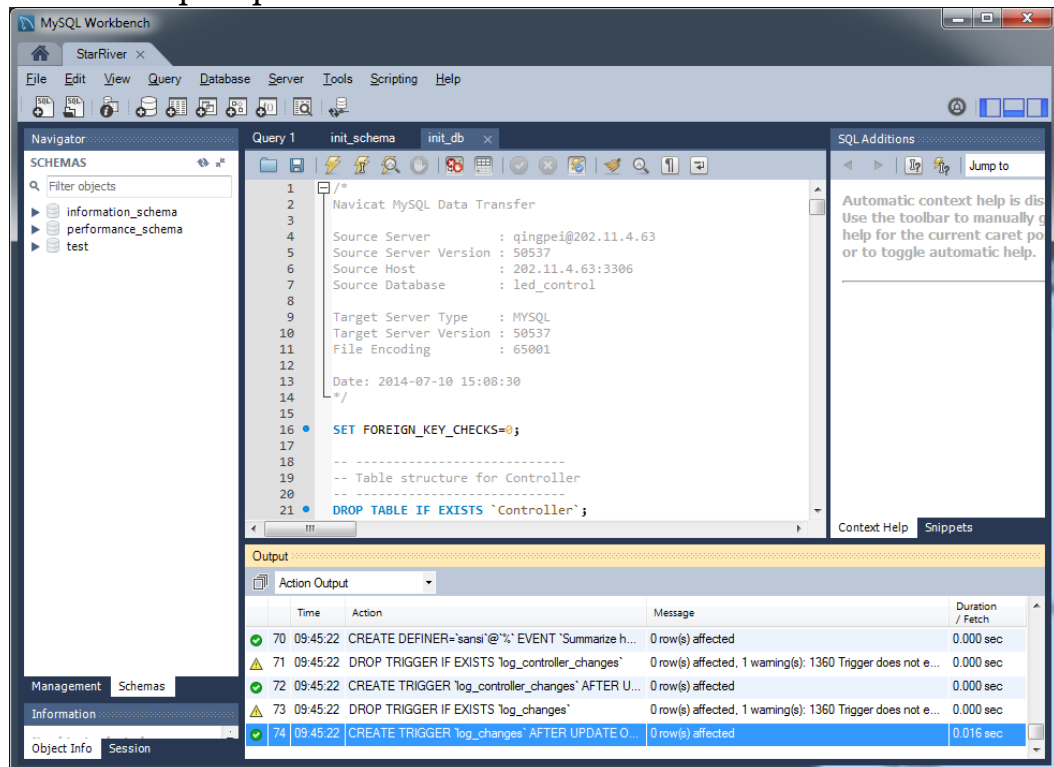 MySQL Workbench
StarRiver
File Edit View Query Database Server Tools Scripting Help
Navigator
SCHEMAS
Filter objects
information_schema
performance_schema
test
Management Schemas
Information
Object Info Session
Query 1 init_schema init_db
1 /*
2 Navicat MySQL Data Transfer
3
4 Source Server : qingpei@202.11.4.63
5 Source Server Version : 50537
6 Source Host : 202.11.4.63:3306
7 Source Database : led_control
8
9 Target Server Type : MYSQL
10 Target Server Version : 50537
11 File Encoding : 65001
12
13 Date: 2014-07-10 15:08:30
14 */
15
16 SET FOREIGN_KEY_CHECKS=0;
17
18 -- ----------------------------
19 -- Table structure for Controller
20 -- ----------------------------
21 DROP TABLE IF EXISTS `Controller`;
SQL Additions
Jump to
Automatic context help is dis
Use the toolbar to manually g
help for the current caret po
or to toggle automatic help.
Context Help Snippets
Output
Action Output
Time Action Message Duration / Fetch
70 09:45:22 CREATE DEFINER=`sansi`@`%` EVENT `Summarize h... 0 row(s) affected 0.000 sec
71 09:45:22 DROP TRIGGER IF EXISTS `log_controller_changes` 0 row(s) affected, 1 warning(s): 1360 Trigger does not e... 0.000 sec
72 09:45:22 CREATE TRIGGER `log_controller_changes` AFTER U... 0 row(s) affected 0.000 sec
73 09:45:22 DROP TRIGGER IF EXISTS `log_changes` 0 row(s) affected, 1 warning(s): 1360 Trigger does not e... 0.000 sec
74 09:45:22 CREATE TRIGGER `log_changes` AFTER UPDATE O... 0 row(s) affected 0.016 sec